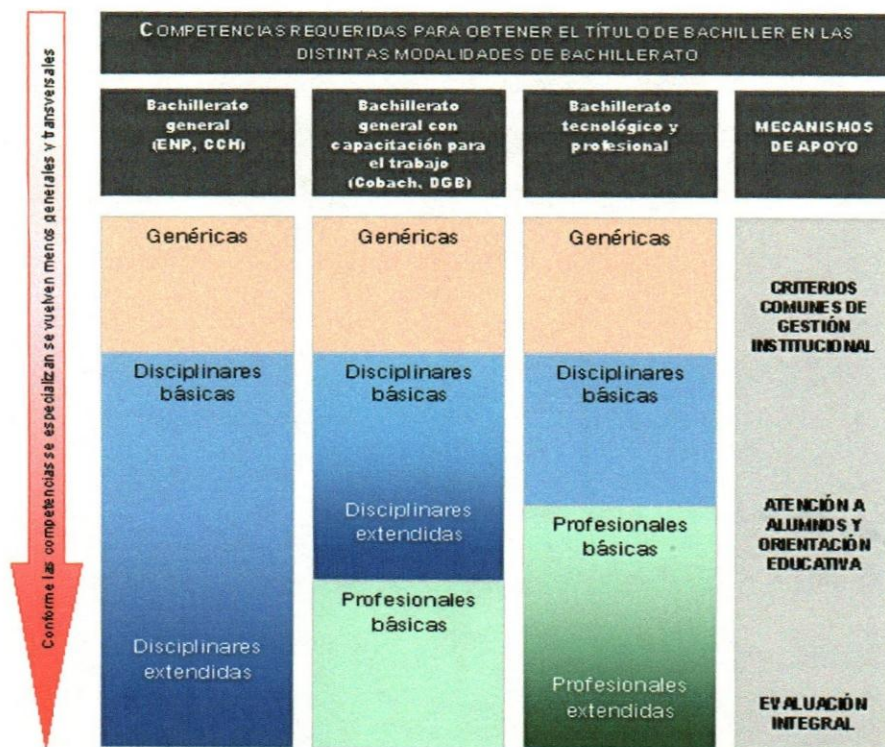 COMPETENCIAS REQUERIDAS PARA OBTENER EL TÍTULO DE BACHILLER EN LAS
DISTINTAS MODALIDADES DE BACHILLERATO
Conforme las competencias se especializan se vuelven menos generales y transversales
Bachillerato
general
(ENP, CCH)
Bachillerato
general con
capacitación para
el trabajo
(Cobach, DGB)
Bachillerato
tecnológico y
profesional
MECANISMOS
DE APOYO
Genéricas
Disciplinares
básicas
Disciplinares
extendidas
Genéricas
Disciplinares
básicas
Disciplinares
extendidas
Profesionales
básicas
Genéricas
Disciplinares
básicas
Profesionales
básicas
Profesionales
extendidas
CRITERIOS
COMUNES DE
GESTIÓN
INSTITUCIONAL
ATENCIÓN A
ALUMNOS Y
ORIENTACIÓN
EDUCATIVA
EVALUACIÓN
INTEGRAL